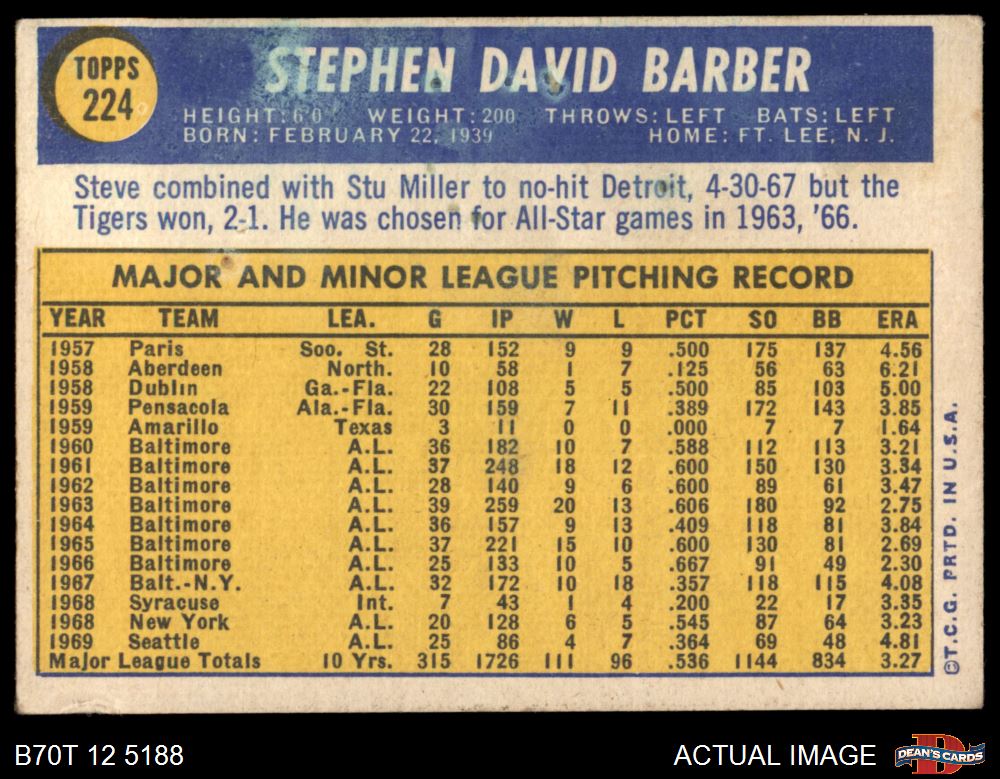 TOPPS
224
STEPHEN DAVID BARBER
HEIGHT: 6'0" WEIGHT: 200 THROWS: LEFT BATS: LEFT
BORN: FEBRUARY 22, 1939 HOME: FT. LEE, N. J.
Steve combined with Stu Miller to no-hit Detroit, 4-30-67 but the
Tigers won, 2-1. He was chosen for All-Star games in 1963, '66.
MAJOR AND MINOR LEAGUE PITCHING RECORD
YEAR TEAM LEA. G IP W L PCT SO BB ERA
1957 Paris Soo. St. 28 152 9 9 .500 175 137 4.56
1958 Aberdeen North. 10 58 1 7 .125 56 63 6.21
1958 Dublin Ga.-Fla. 22 108 5 5 .500 85 103 5.00
1959 Pensacola Ala.-Fla. 30 159 7 11 .389 172 143 3.85
1959 Amarillo Texas 3 11 0 0 .000 7 7 1.64
1960 Baltimore A.L. 36 182 10 7 .588 112 113 3.21
1961 Baltimore A.L. 37 248 18 12 .600 150 130 3.34
1962 Baltimore A.L. 28 140 9 6 .600 89 61 3.47
1963 Baltimore A.L. 39 259 20 13 .606 180 92 2.75
1964 Baltimore A.L. 36 157 9 13 .409 118 81 3.84
1965 Baltimore A.L. 37 221 15 10 .600 130 81 2.69
1966 Baltimore A.L. 25 133 10 5 .667 91 49 2.30
1967 Balt.-N.Y. A.L. 32 172 10 18 .357 118 115 4.08
1968 Syracuse Int. 7 43 1 4 .200 22 17 3.35
1968 New York A.L. 20 128 6 5 .545 87 64 3.23
1969 Seattle A.L. 25 86 4 7 .364 69 48 4.81
Major League Totals 10 Yrs. 315 1726 111 96 .536 1144 834 3.27
©T.C.G. PRTD. IN U.S.A.
B70T 12 5188
ACTUAL IMAGE
DEAN'S CARDS